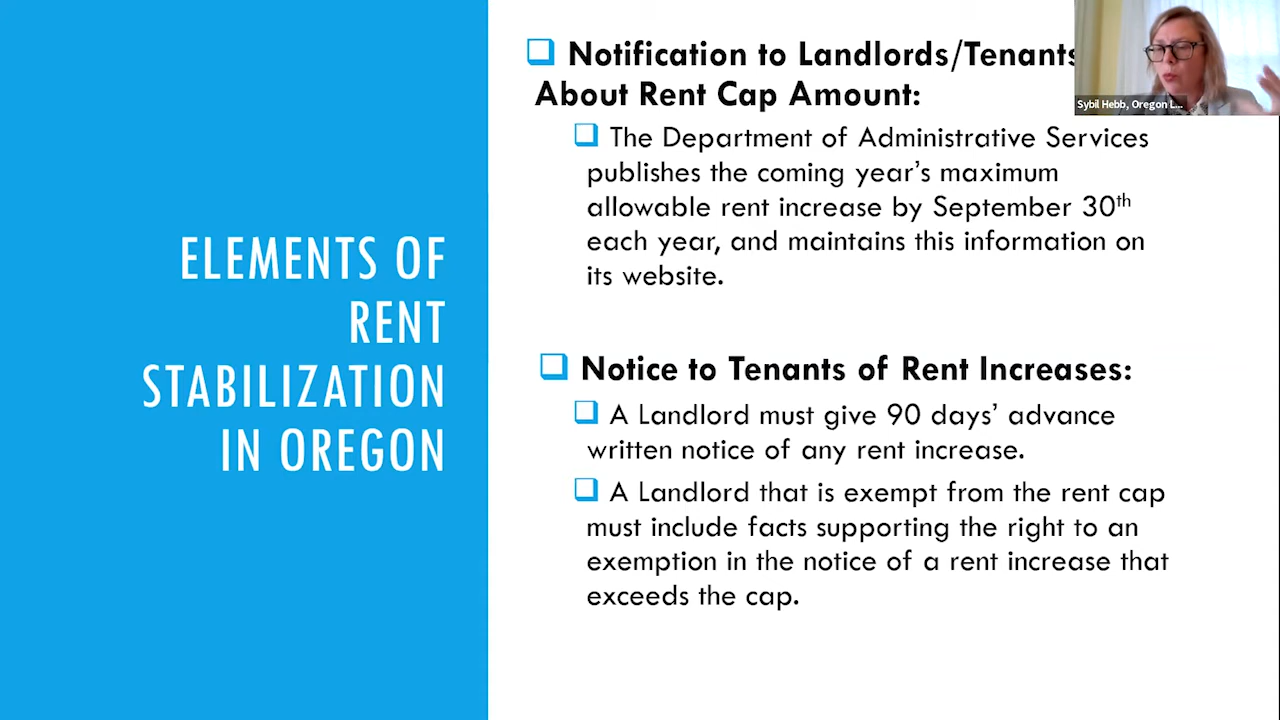 ELEMENTS OF
RENT
STABILIZATION
IN OREGON
Notification to Landlords/Tenants
About Rent Cap Amount:
The Department of Administrative Services
publishes the coming year's maximum
allowable rent increase by September 30th
each year, and maintains this information on
its website.
Notice to Tenants of Rent Increases:
A Landlord must give 90 days' advance
written notice of any rent increase.
A Landlord that is exempt from the rent cap
must include facts supporting the right to an
exemption in the notice of a rent increase that
exceeds the cap.
Sybil Hebb, Oregon L...